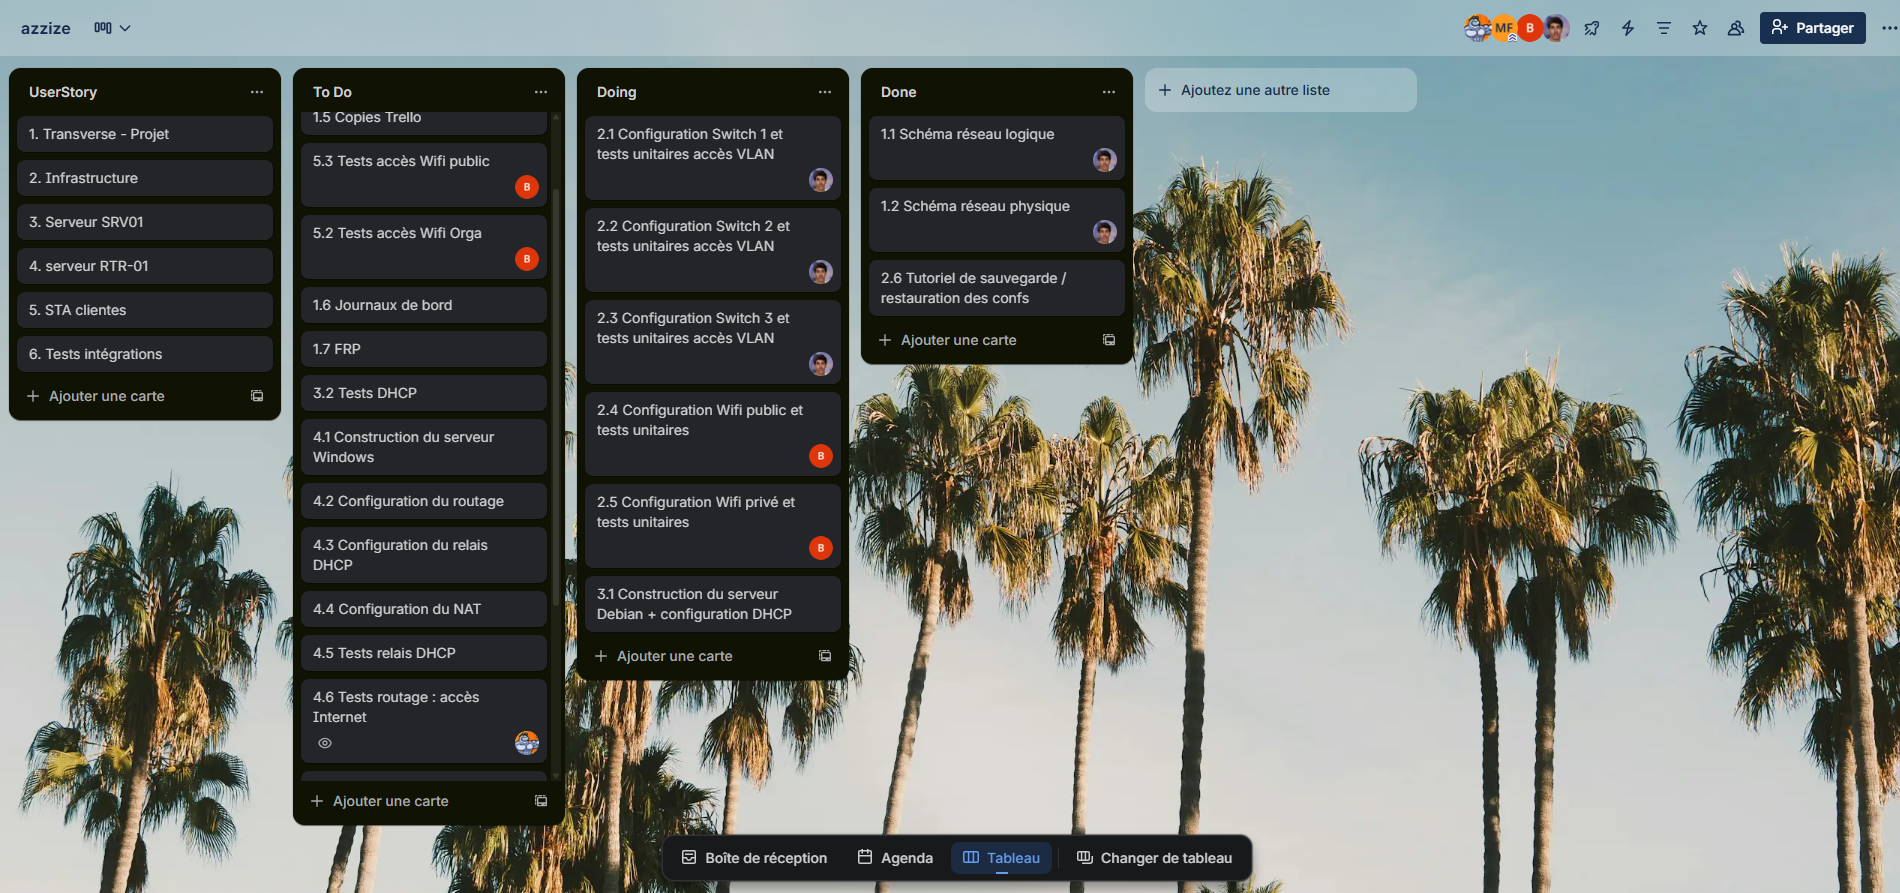 azzize
MF
B
Partager
UserStory
1. Transverse - Projet
2. Infrastructure
3. Serveur SRV01
4. serveur RTR-01
5. STA clientes
6. Tests intégrations
Ajouter une carte
To Do
1.5 Copies Trello
5.3 Tests accès Wifi public
B
5.2 Tests accès Wifi Orga
B
1.6 Journaux de bord
1.7 FRP
3.2 Tests DHCP
4.1 Construction du serveur
Windows
4.2 Configuration du routage
4.3 Configuration du relais
DHCP
4.4 Configuration du NAT
4.5 Tests relais DHCP
4.6 Tests routage : accès
Internet
Ajouter une carte
Doing
2.1 Configuration Switch 1 et
tests unitaires accès VLAN
2.2 Configuration Switch 2 et
tests unitaires accès VLAN
2.3 Configuration Switch 3 et
tests unitaires accès VLAN
2.4 Configuration Wifi public et
tests unitaires
B
2.5 Configuration Wifi privé et
tests unitaires
B
3.1 Construction du serveur
Debian + configuration DHCP
Ajouter une carte
Done
1.1 Schéma réseau logique
1.2 Schéma réseau physique
2.6 Tutoriel de sauvegarde /
restauration des confs
Ajouter une carte
Ajoutez une autre liste
Boîte de réception
Agenda
Tableau
Changer de tableau